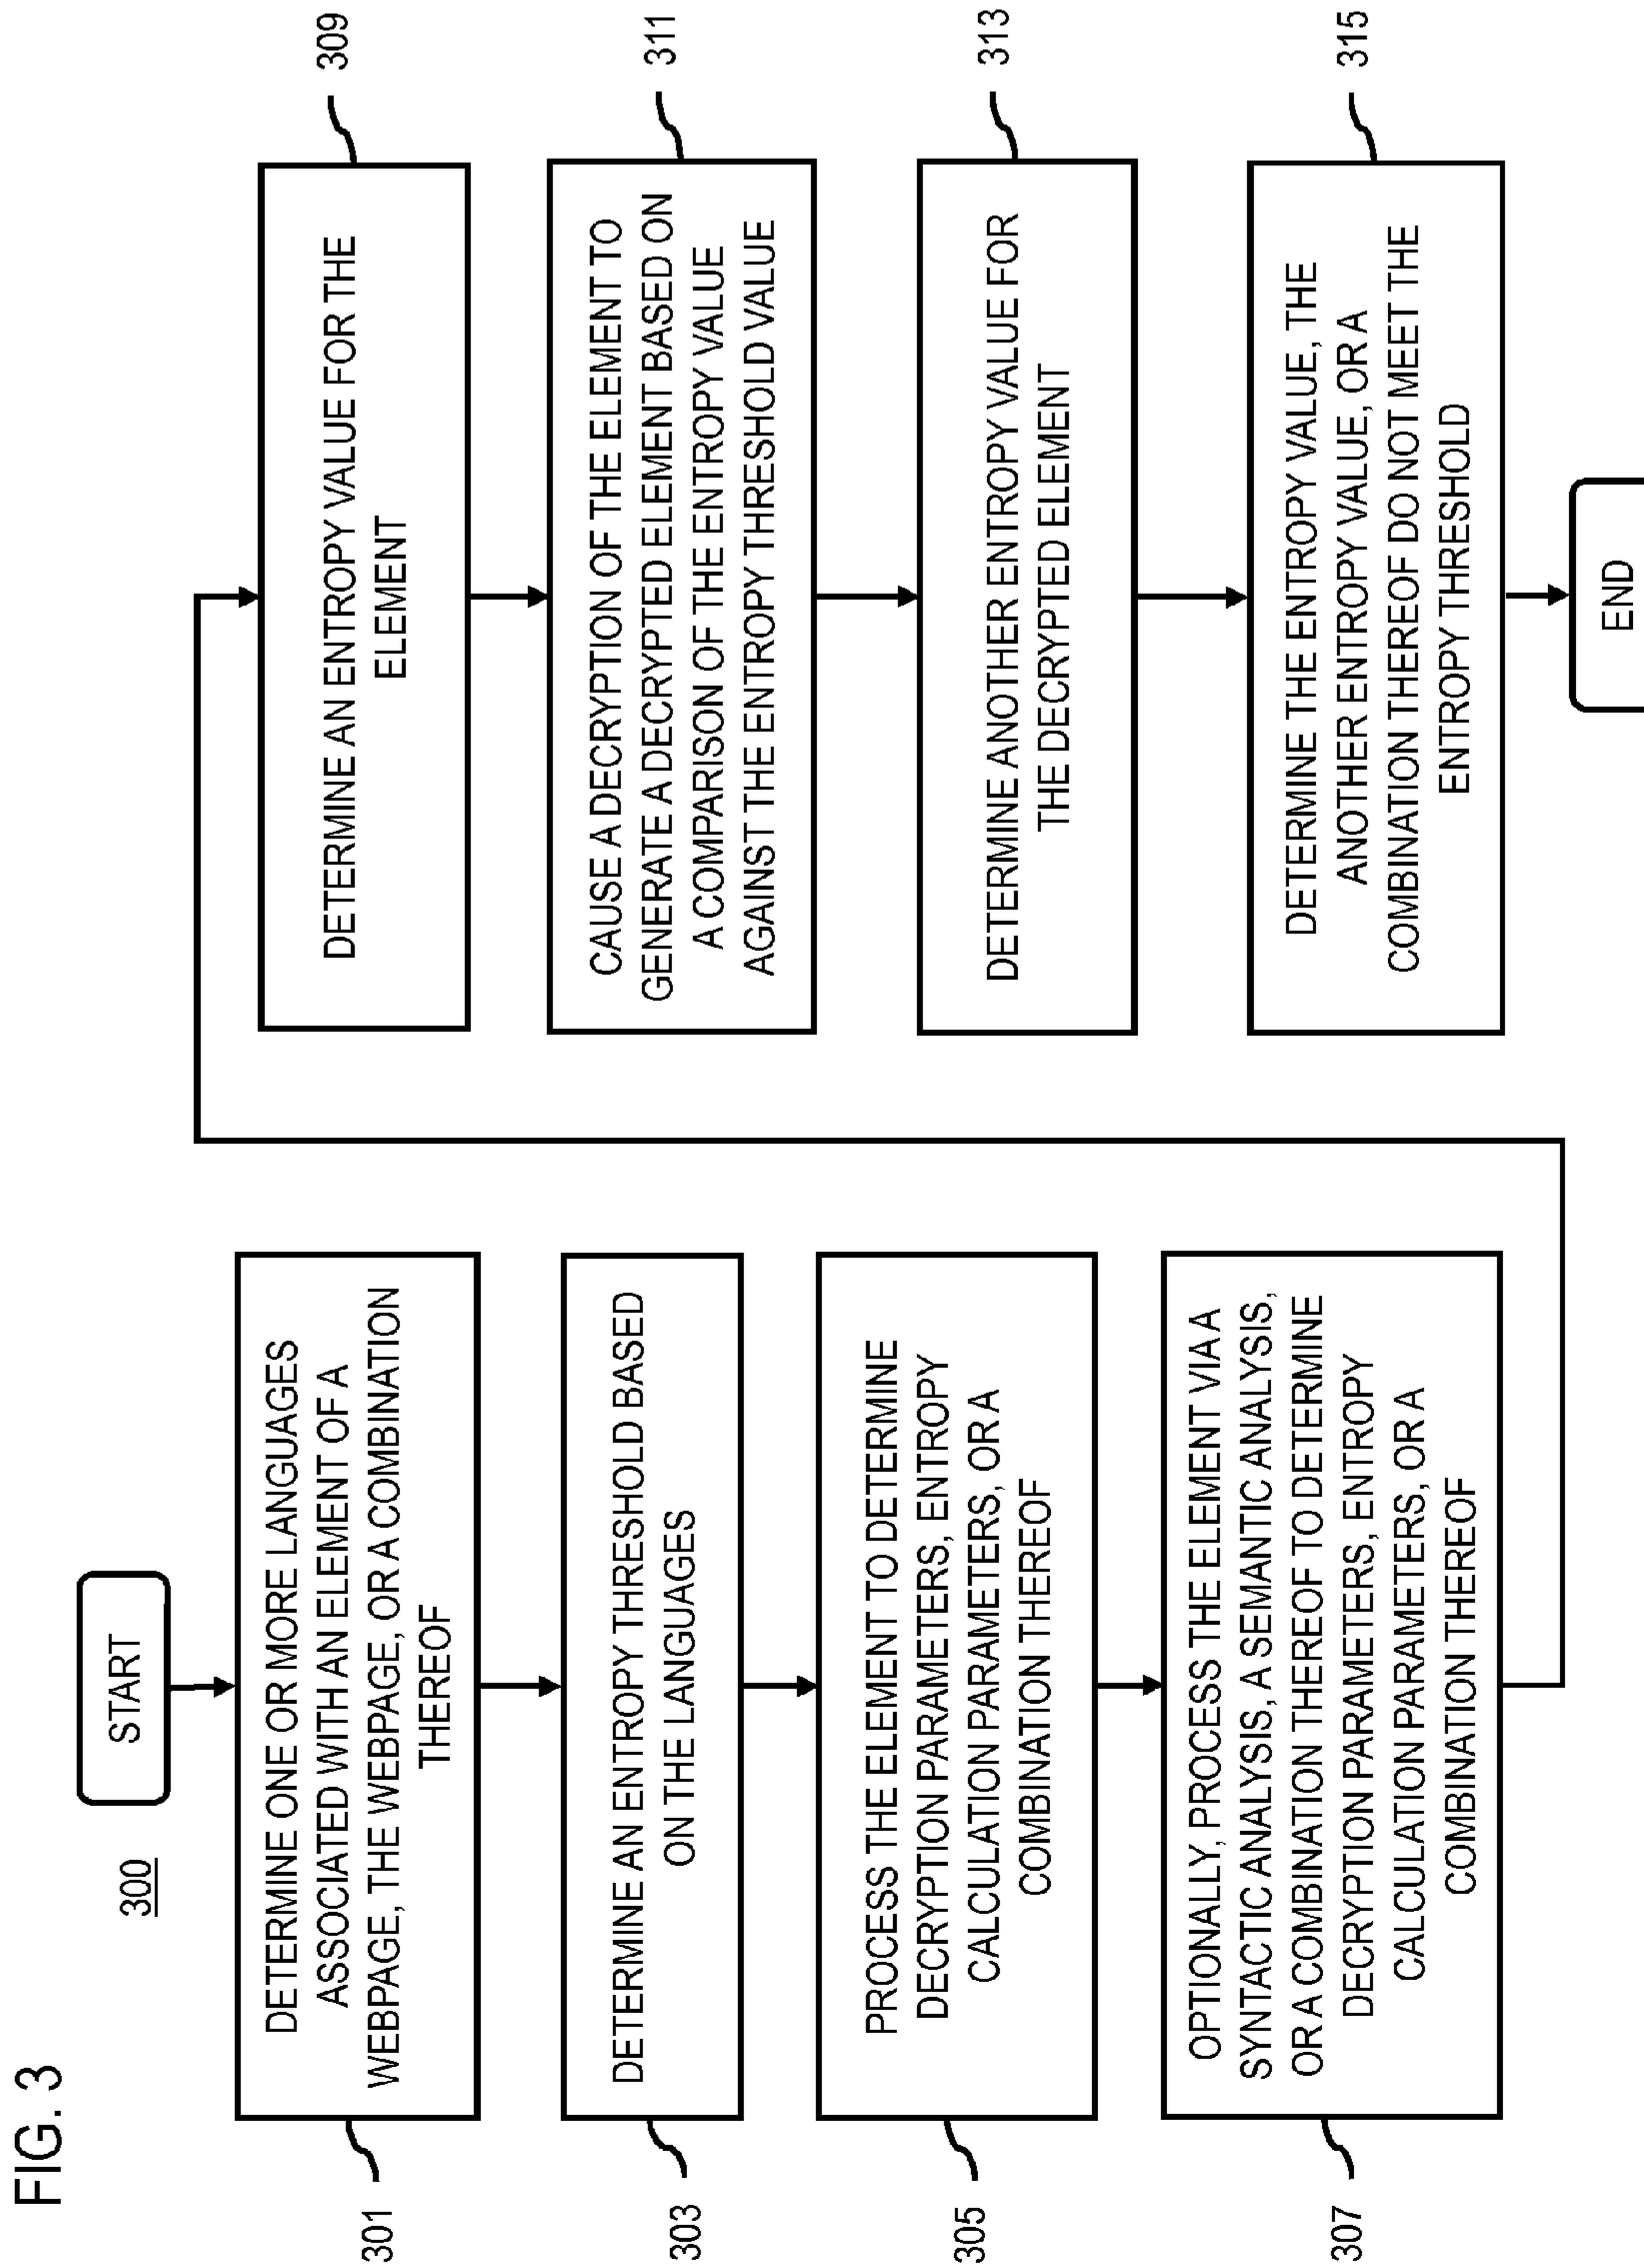 FIG. 3
300
START
301
DETERMINE ONE OR MORE LANGUAGES
ASSOCIATED WITH AN ELEMENT OF A
WEBPAGE, THE WEBPAGE, OR A COMBINATION
THEREOF
303
DETERMINE AN ENTROPY THRESHOLD BASED
ON THE LANGUAGES
305
PROCESS THE ELEMENT TO DETERMINE
DECRYPTION PARAMETERS, ENTROPY
CALCULATION PARAMETERS, OR A
COMBINATION THEREOF
307
OPTIONALLY, PROCESS THE ELEMENT VIA A
SYNTACTIC ANALYSIS, A SEMANTIC ANALYSIS,
OR A COMBINATION THEREOF TO DETERMINE
DECRYPTION PARAMETERS, ENTROPY
CALCULATION PARAMETERS, OR A
COMBINATION THEREOF
309
DETERMINE AN ENTROPY VALUE FOR THE
ELEMENT
311
CAUSE A DECRYPTION OF THE ELEMENT TO
GENERATE A DECRYPTED ELEMENT BASED ON
A COMPARISON OF THE ENTROPY VALUE
AGAINST THE ENTROPY THRESHOLD VALUE
313
DETERMINE ANOTHER ENTROPY VALUE FOR
THE DECRYPTED ELEMENT
315
DETERMINE THE ENTROPY VALUE, THE
ANOTHER ENTROPY VALUE, OR A
COMBINATION THEREOF DO NOT MEET THE
ENTROPY THRESHOLD
END